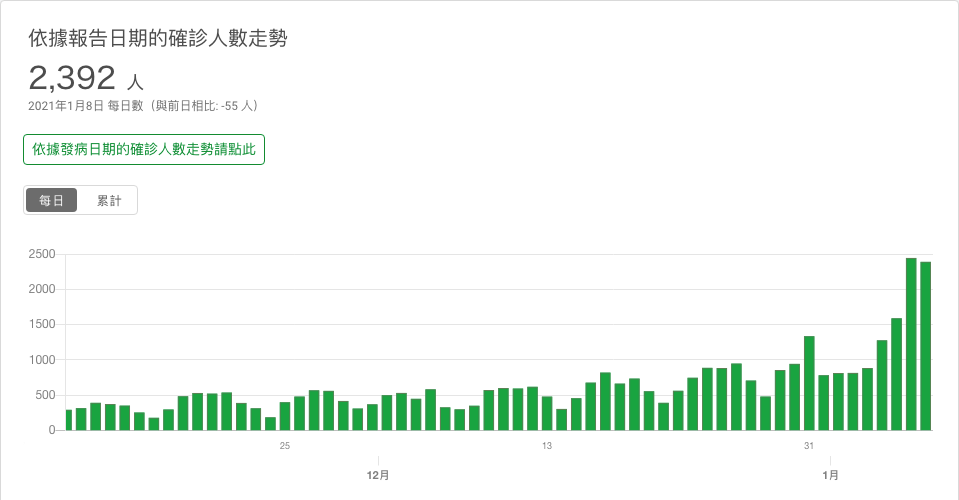 依據報告日期的確診人數走勢
2,392 人
2021年1月8日 每日數（與前日相比: -55 人）
依據發病日期的確診人數走勢請點此
每日 累計
2500
2000
1500
1000
500
0
25 13 31
12月 1月